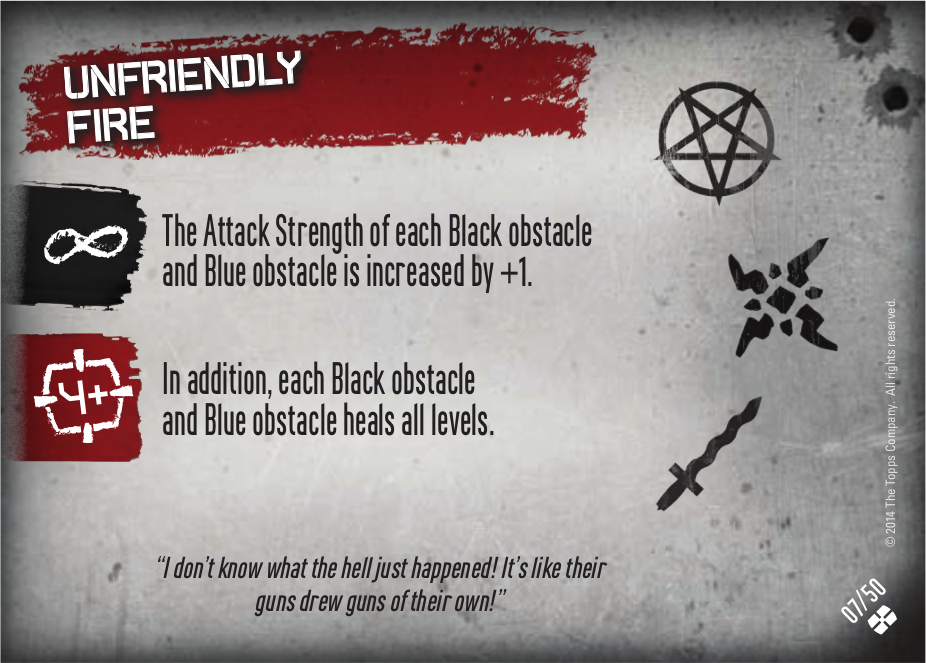 UNFRIENDLY
FIRE
The Attack Strength of each Black obstacle
and Blue obstacle is increased by +1.
4+
In addition, each Black obstacle
and Blue obstacle heals all levels.
“I don’t know what the hell just happened! It’s like their
guns drew guns of their own!”
© 2014 The Topps Company. All rights reserved.
07/50